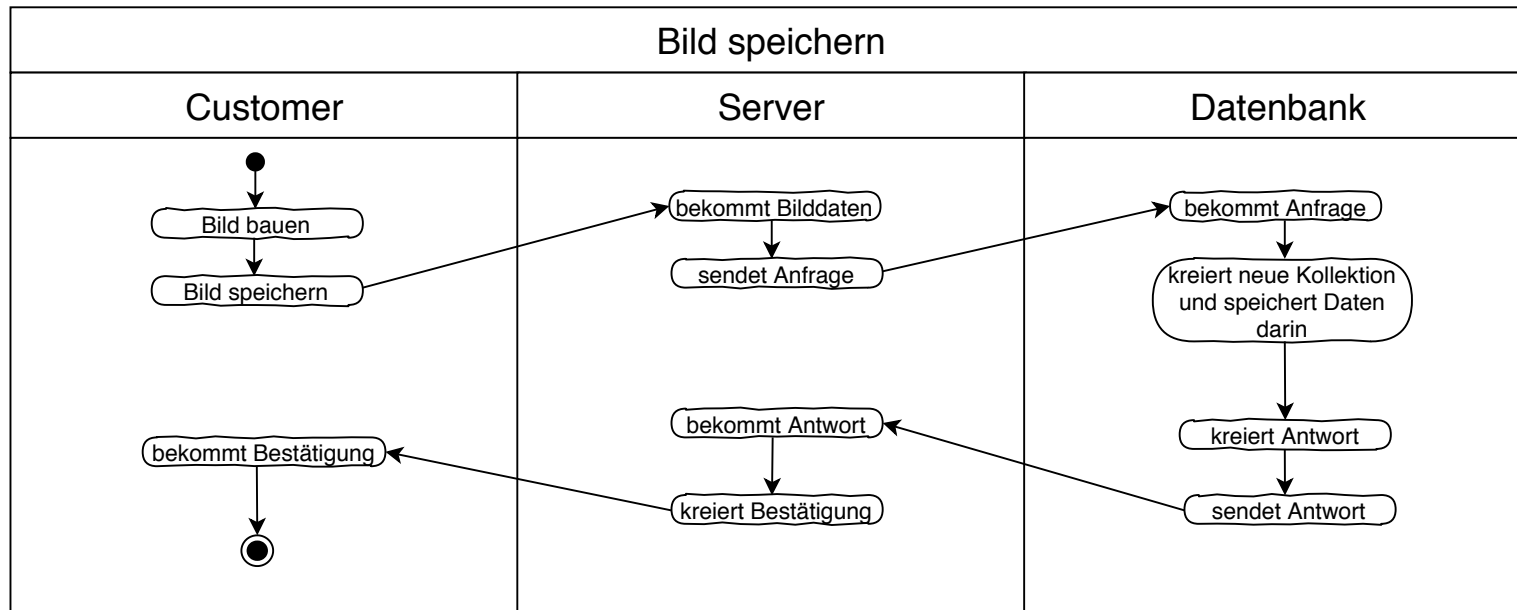 Bild speichern
Customer
Server
Datenbank
Bild bauen
Bild speichern
bekommt Bilddaten
sendet Anfrage
bekommt Anfrage
kreiert neue Kollektion
und speichert Daten
darin
kreiert Antwort
sendet Antwort
bekommt Antwort
kreiert Bestätigung
bekommt Bestätigung